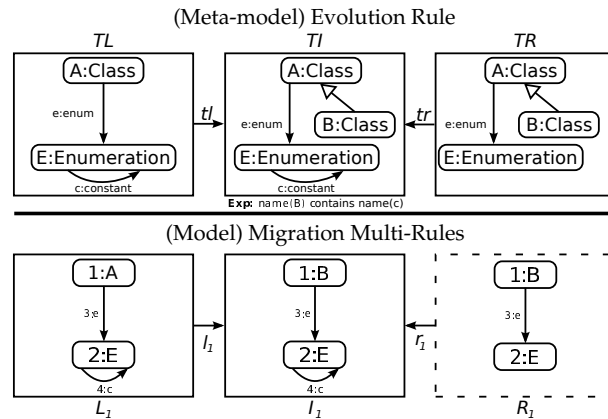 (Meta-model) Evolution Rule
TL TI TR
A:Class A:Class A:Class
e:enum tl e:enum B:Class tr e:enum B:Class
E:Enumeration E:Enumeration E:Enumeration
c:constant c:constant
Exp: name(B) contains name(c)
(Model) Migration Multi-Rules
1:A 1:B 1:B
3:e l1 3:e r1 3:e
2:E 2:E 2:E
4:c 4:c
L1 I1 R1